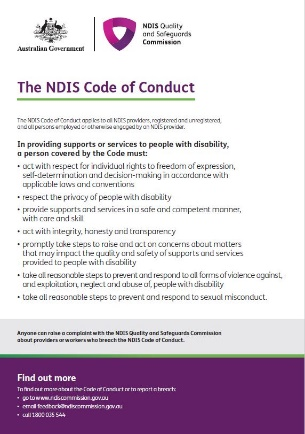 Australian Government
NDIS Quality
and Safeguards
Commission
The NDIS Code of Conduct
The NDIS Code of Conduct applies to all NDIS providers, registered and unregistered,
and all persons employed or otherwise engaged by an NDIS provider.
In providing supports or services to people with disability,
a person covered by the Code must:
• act with respect for individual rights to freedom of expression,
self-determination and decision-making in accordance with
applicable laws and conventions
• respect the privacy of people with disability
• provide supports and services in a safe and competent manner,
with care and skill
• act with integrity, honesty and transparency
• promptly take steps to raise and act on concerns about matters
that may impact the quality and safety of supports and services
provided to people with disability
• take all reasonable steps to prevent and respond to all forms of violence against,
and exploitation, neglect and abuse of, people with disability
• take all reasonable steps to prevent and respond to sexual misconduct.
Anyone can raise a complaint with the NDIS Quality and Safeguards Commission
about providers or workers who breach the NDIS Code of Conduct.
Find out more
To find out more about the Code of Conduct or to report a breach:
• go to www.ndiscommission.gov.au
• email feedback@ndiscommission.gov.au
• call 1800 035 544